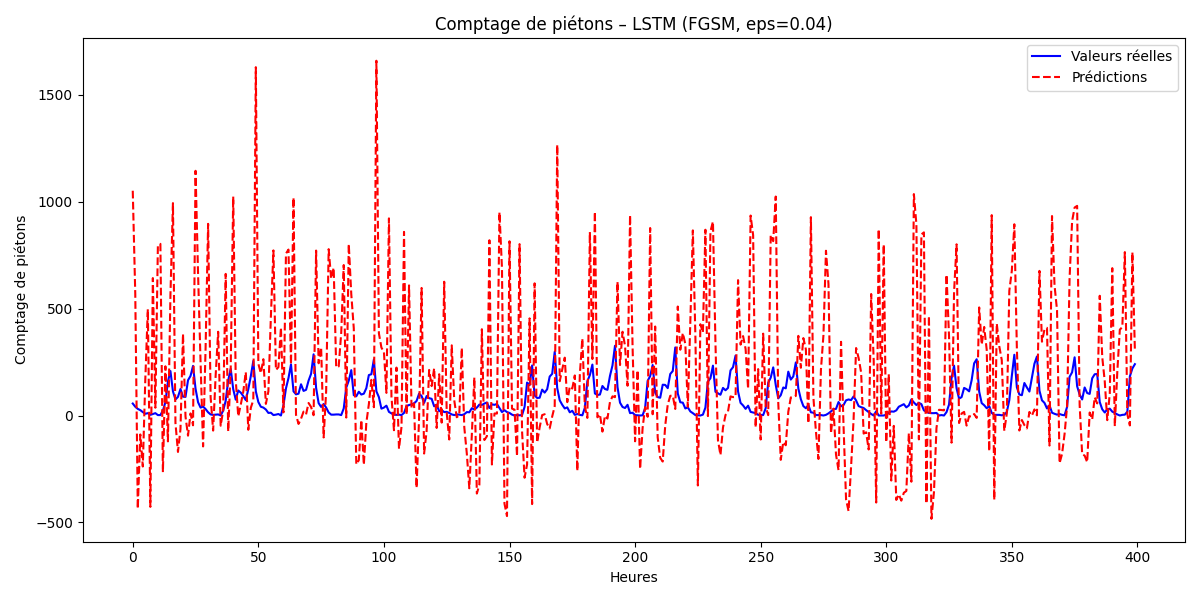 Comptage de piétons – LSTM (FGSM, eps=0.04)
Valeurs réelles
Prédictions
Comptage de piétons
1500
1000
500
0
−500
0 50 100 150 200 250 300 350 400
Heures